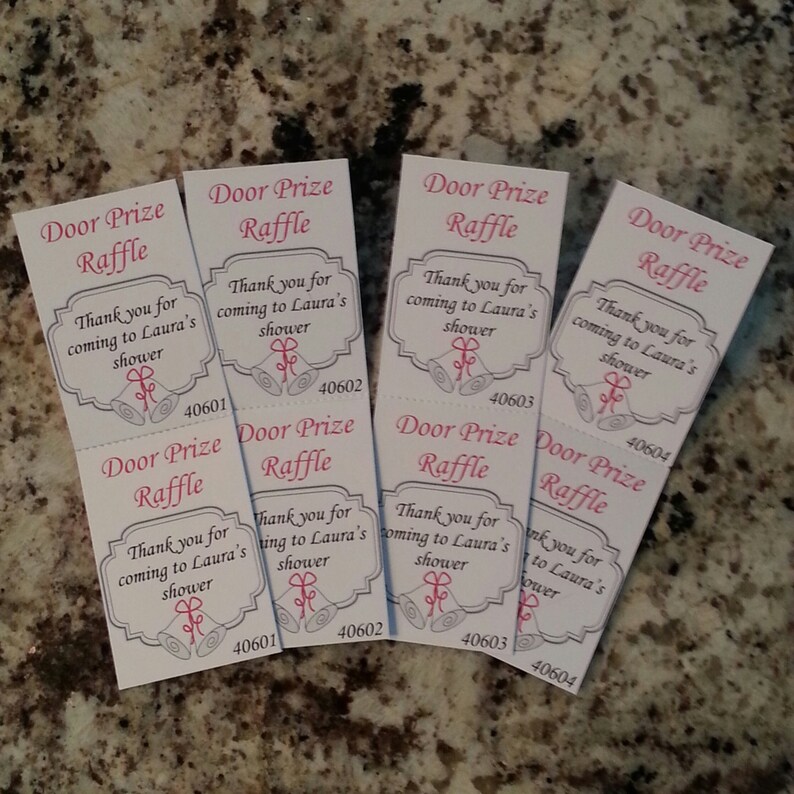 Door Prize
Raffle
Thank you for
coming to Laura's
shower
40601
Door Prize
Raffle
Thank you for
coming to Laura's
shower
40601
Door Prize
Raffle
Thank you for
coming to Laura's
shower
40602
Door Prize
Raffle
Thank you for
coming to Laura's
shower
40602
Door Prize
Raffle
Thank you for
coming to Laura's
shower
40603
Door Prize
Raffle
Thank you for
coming to Laura's
shower
40603
Door Prize
Raffle
Thank you for
coming to Laura's
shower
40604
Door Prize
Raffle
you for
to Laura's
shower
40604